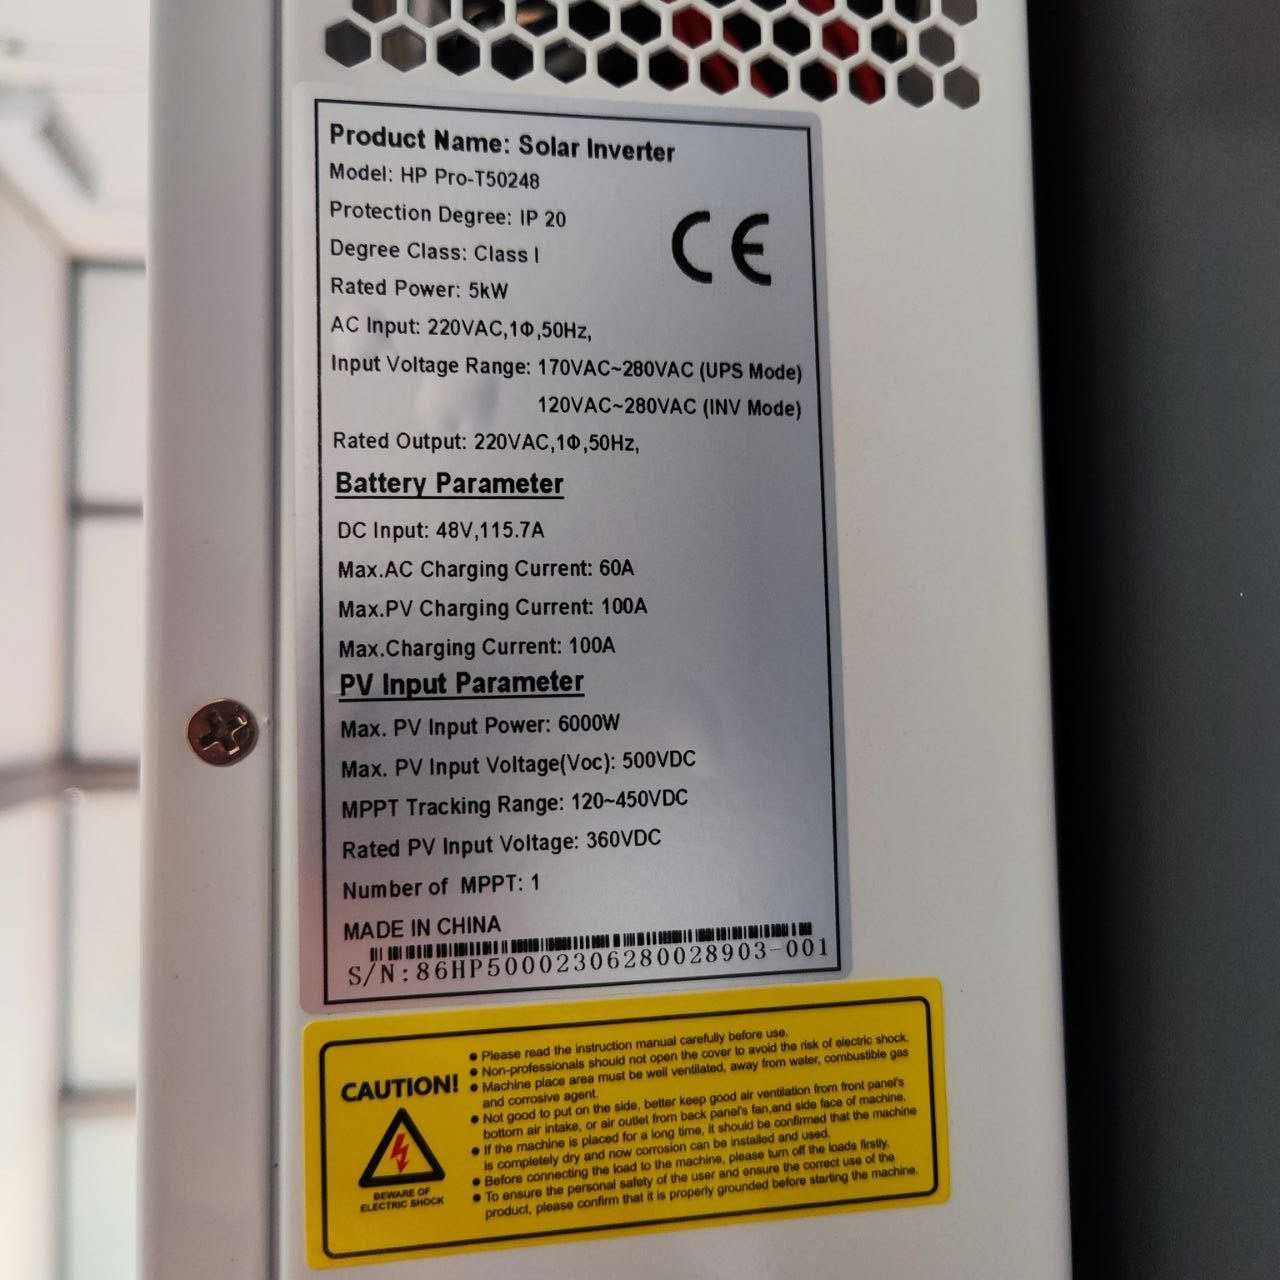 Product Name: Solar Inverter
Model: HP Pro-T50248
Protection Degree: IP 20
Degree Class: Class I
CE
Rated Power: 5kW
AC Input: 220VAC,1Φ,50Hz,
Input Voltage Range: 170VAC~280VAC (UPS Mode)
120VAC~280VAC (INV Mode)
Rated Output: 220VAC,1Φ,50Hz,
Battery Parameter
DC Input: 48V,115.7A
Max.AC Charging Current: 60A
Max.PV Charging Current: 100A
Max.Charging Current: 100A
PV Input Parameter
Max. PV Input Power: 6000W
Max. PV Input Voltage(Voc): 500VDC
MPPT Tracking Range: 120~450VDC
Rated PV Input Voltage: 360VDC
Number of MPPT: 1
MADE IN CHINA
S/N:86HP50002306280028903-001
CAUTION!
BEWARE OF
ELECTRIC SHOCK
● Please read the instruction manual carefully before use.
● Non-professionals should not open the cover to avoid the risk of electric shock.
● Machine place area must be well ventilated, away from water, combustible gas
and corrosive agent.
● Not good to put on the side, better keep good air ventilation from front panel's
bottom air intake, or air outlet from back panel's fan,and side face of machine.
● If the machine is placed for a long time, it should be confirmed that the machine
is completely dry and now corrosion can be installed and used.
● Before connecting the load to the machine, please turn off the loads firstly.
● To ensure the personal safety of the user and ensure the correct use of the
product, please confirm that it is properly grounded before starting the machine.